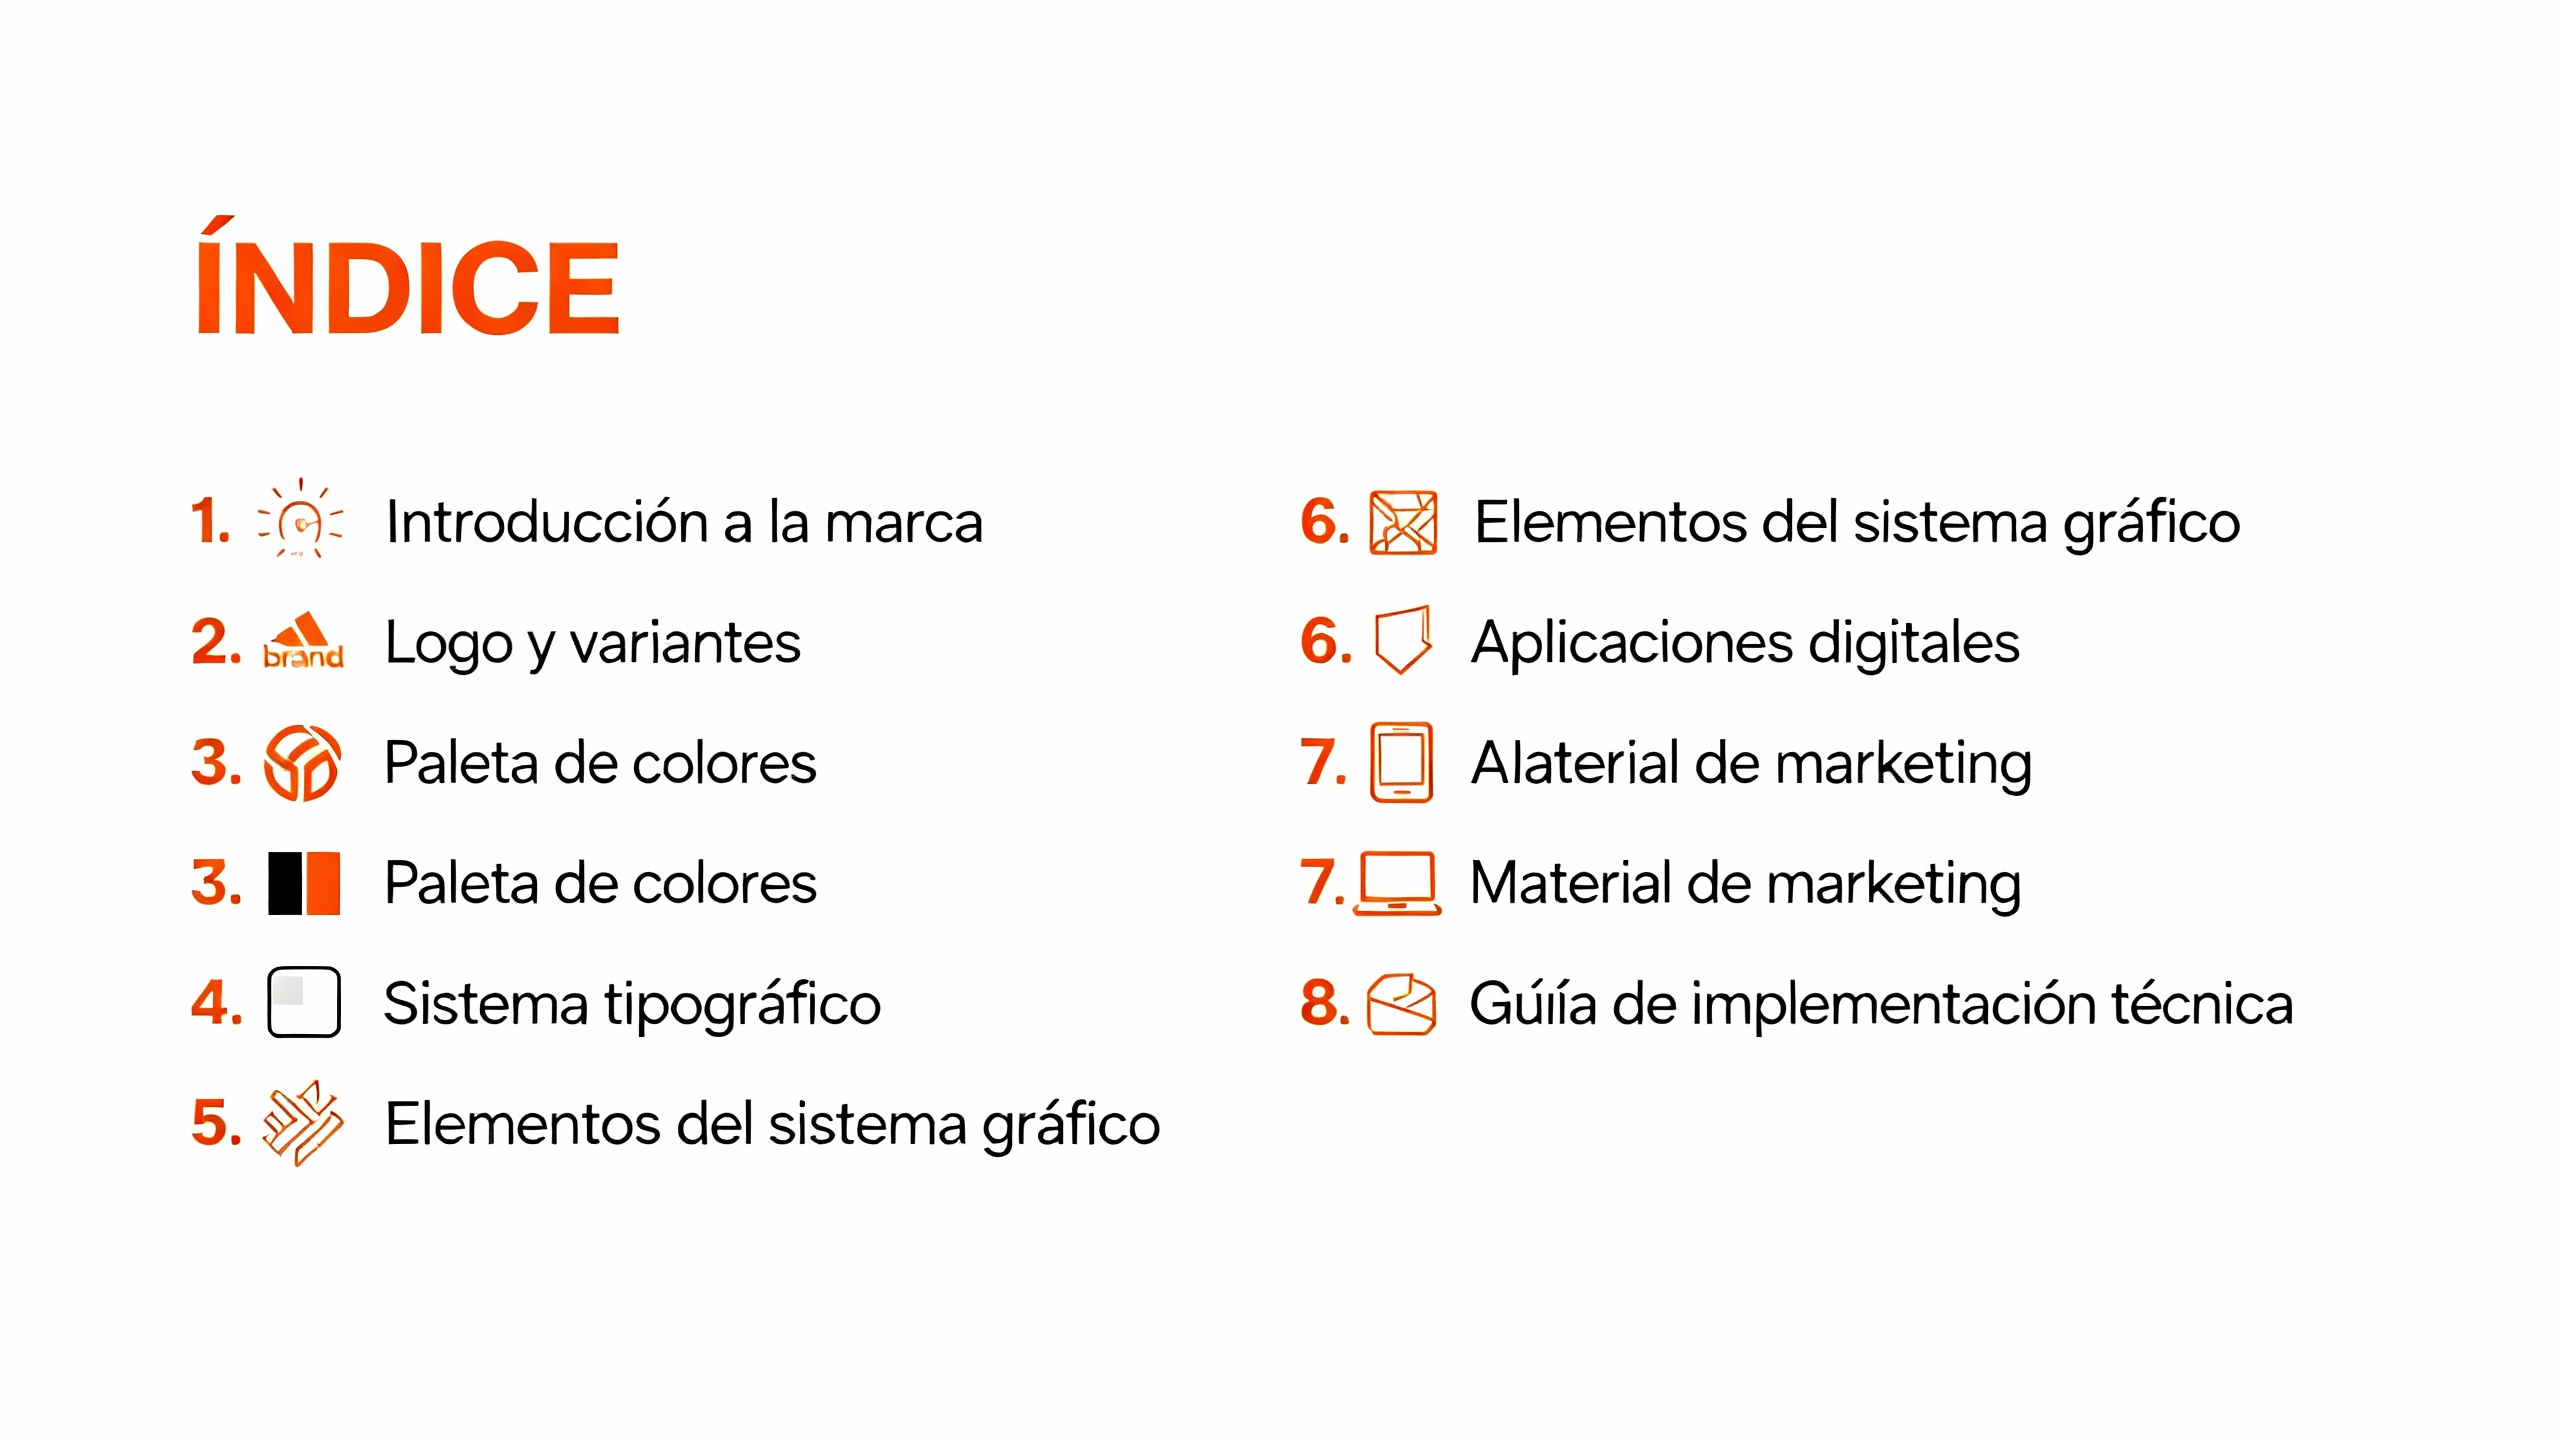 ÍNDICE
1. Introducción a la marca
2. brand Logo y variantes
3. Paleta de colores
3. Paleta de colores
4. Sistema tipográfico
5. Elementos del sistema gráfico
6. Elementos del sistema gráfico
6. Aplicaciones digitales
7. Alaterial de marketing
7. Material de marketing
8. Gúiía de implementación técnica